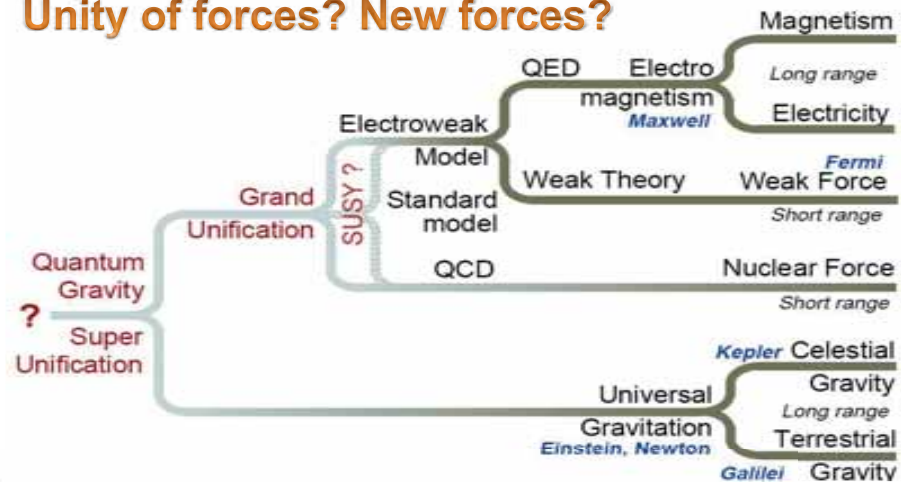 Unity of forces? New forces?
Magnetism
QED Electro
magnetism
Maxwell
Long range
Electricity
Electroweak
Model
Fermi
Weak Theory Weak Force
Short range
Grand
Unification
SUSY ?
Standard
model
QCD
Nuclear Force
Short range
Quantum
Gravity
?
Super
Unification
Kepler Celestial
Gravity
Universal
Gravitation
Einstein, Newton
Long range
Terrestrial
Galilei Gravity